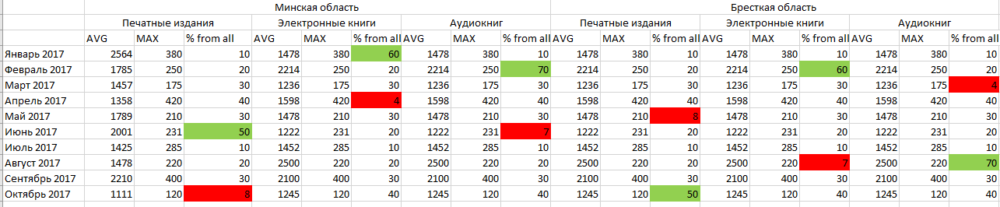 Минская область Бресткая область
Печатные издания Электронные книги Аудиокниг Печатные издания Электронные книги Аудиокниг
AVG MAX % from all AVG MAX % from all AVG MAX % from all AVG MAX % from all AVG MAX % from all AVG MAX % from all
Январь 2017 2564 380 10 1478 380 60 1478 380 10 1478 380 10 1478 380 10 1478 380 10
Февраль 2017 1785 250 20 2214 250 20 2214 250 70 2214 250 20 2214 250 60 2214 250 20
Март 2017 1457 175 30 1236 175 30 1236 175 30 1236 175 30 1236 175 30 1236 175 4
Апрель 2017 1358 420 40 1598 420 4 1598 420 40 1598 420 40 1598 420 40 1598 420 40
Май 2017 1789 210 30 1478 210 30 1478 210 30 1478 210 8 1478 210 30 1478 210 30
Июнь 2017 2001 231 50 1222 231 20 1222 231 7 1222 231 20 1222 231 20 1222 231 20
Июль 2017 1425 285 10 1452 285 10 1452 285 10 1452 285 10 1452 285 10 1452 285 10
Август 2017 1478 220 20 2500 220 20 2500 220 20 2500 220 20 2500 220 7 2500 220 70
Сентябрь 2017 2210 400 30 2100 400 30 2100 400 30 2100 400 30 2100 400 30 2100 400 30
Октябрь 2017 1111 120 8 1245 120 40 1245 120 40 1245 120 50 1245 120 40 1245 120 40